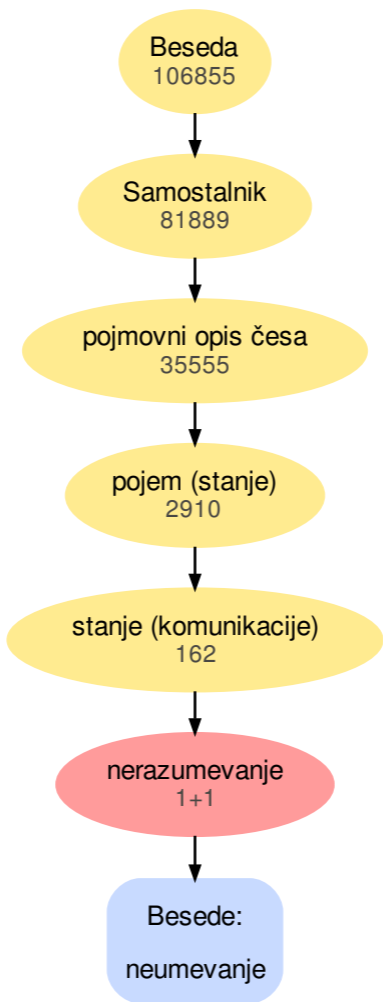 Beseda
106855
Samostalnik
81889
pojmovni opis česa
35555
pojem (stanje)
2910
stanje (komunikacije)
162
nerazumevanje
1+1
Besede:
neumevanje